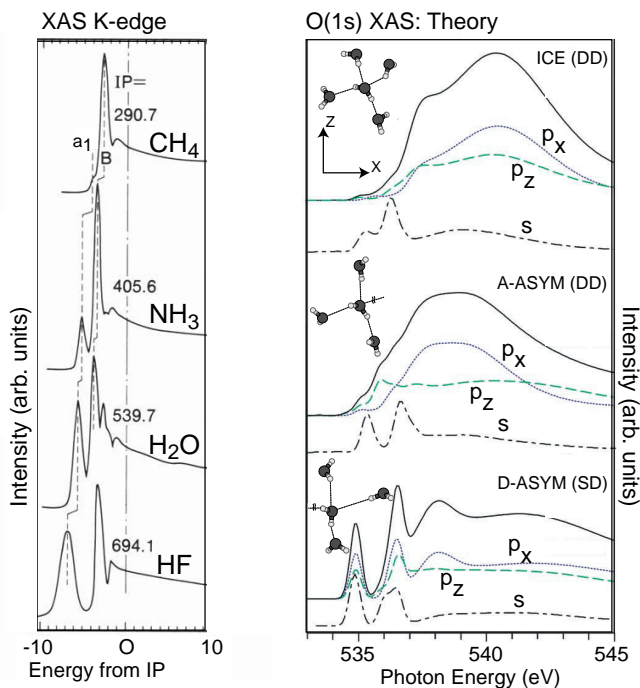 XAS K-edge
IP=
290.7
a1
B
CH4
405.6
NH3
539.7
H2O
694.1
HF
Intensity (arb. units)
-10 O 10
Energy from IP
O(1s) XAS: Theory
ICE (DD)
Z
X
px
pz
s
A-ASYM (DD)
px
pz
s
D-ASYM (SD)
px
pz
s
Intensity (arb. units)
535 540 545
Photon Energy (eV)